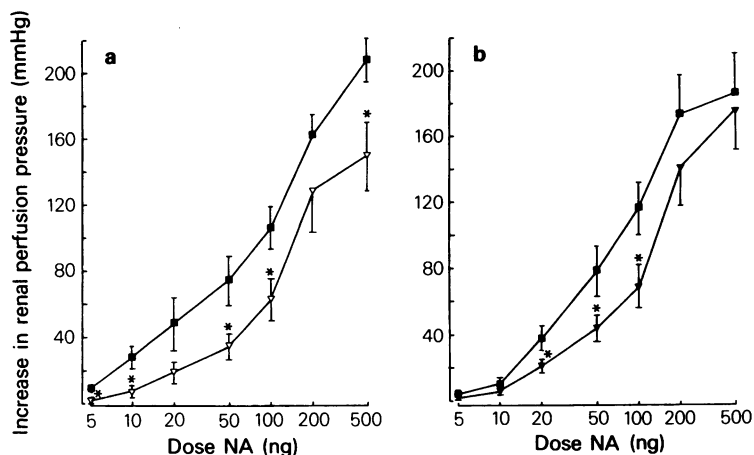 Increase in renal perfusion pressure (mmHg)
a
200
160
120
80
40
* * * * *
5 10 20 50 100 200 500
Dose NA (ng)
b
200
160
120
80
40
* * *
5 10 20 50 100 200 500
Dose NA (ng)